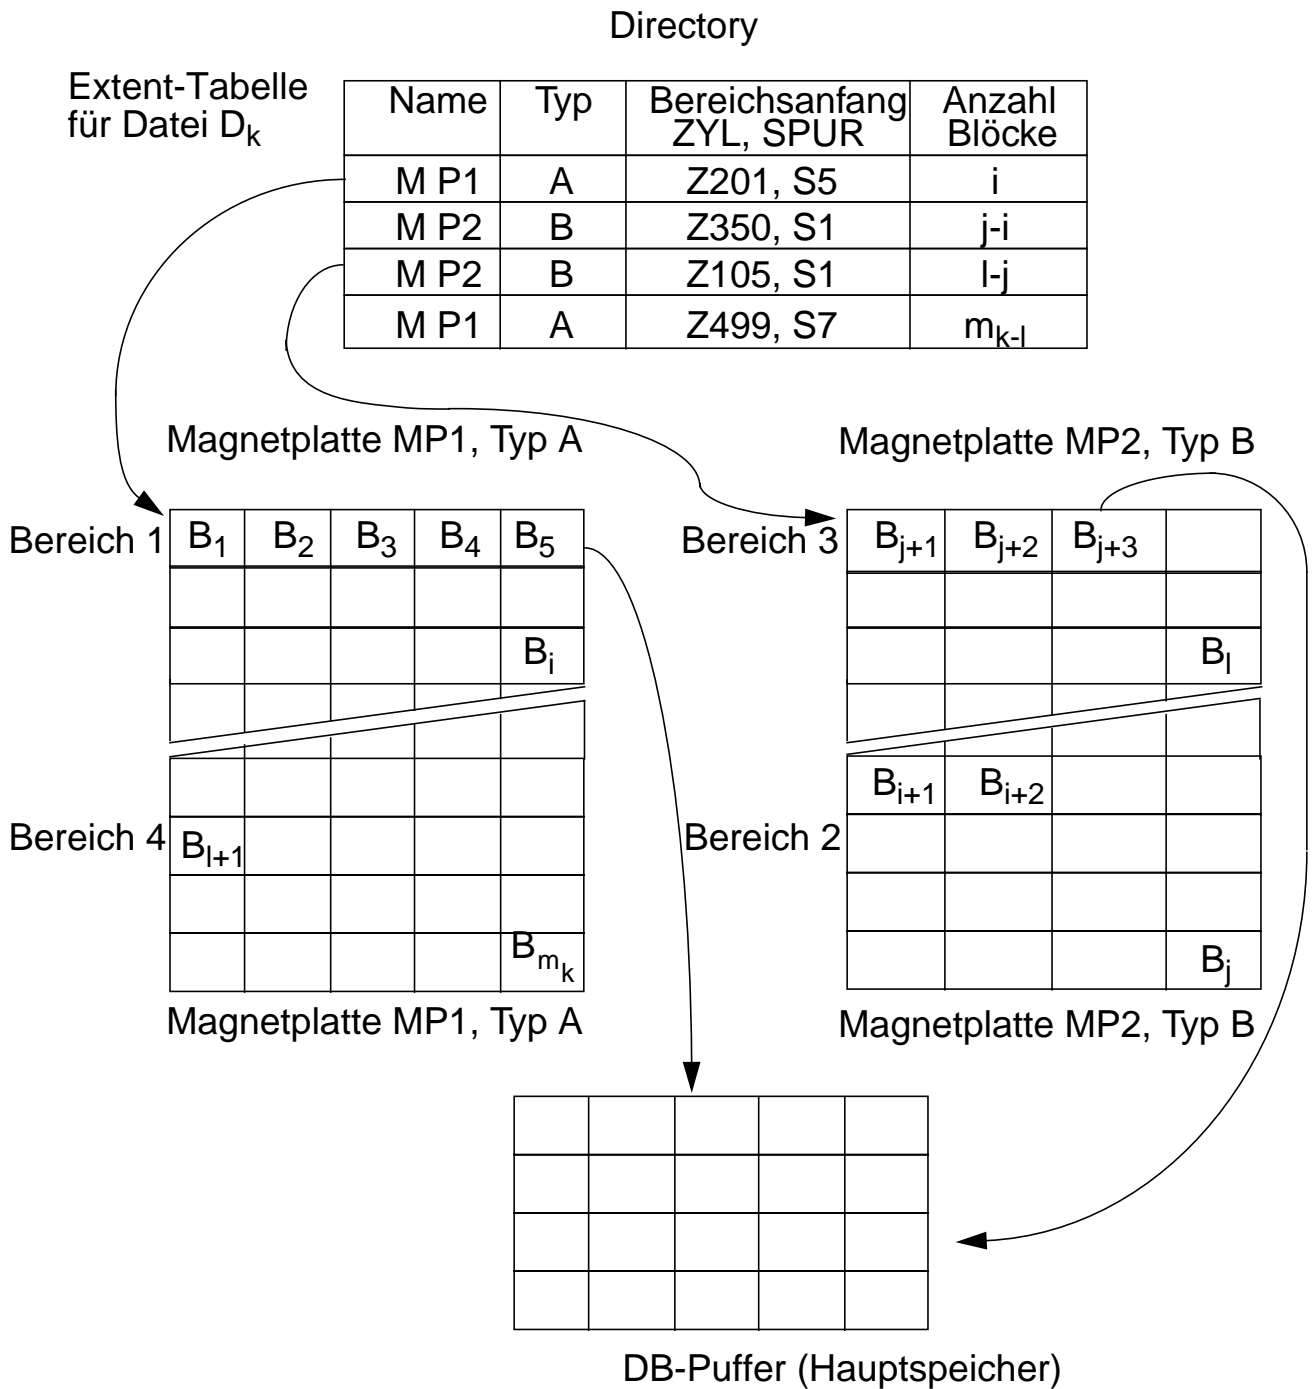 Directory
Extent-Tabelle
für Datei Dk
Name Typ Bereichsanfang ZYL, SPUR Anzahl Blöcke
M P1 A Z201, S5 i
M P2 B Z350, S1 j-i
M P2 B Z105, S1 l-j
M P1 A Z499, S7 mk-l
Magnetplatte MP1, Typ A
Magnetplatte MP2, Typ B
Bereich 1 B1 B2 B3 B4 B5
Bi
Bereich 4 Bl+1
Bmk
Magnetplatte MP1, Typ A
Bereich 3 Bj+1 Bj+2 Bj+3
Bl
Bi+1 Bi+2
Bereich 2
Bj
Magnetplatte MP2, Typ B
DB-Puffer (Hauptspeicher)